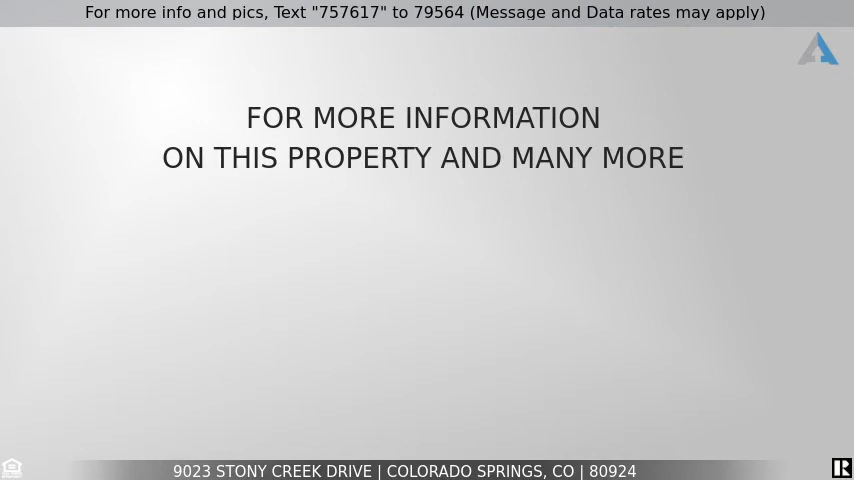 For more info and pics, Text "757617" to 79564 (Message and Data rates may apply)
FOR MORE INFORMATION
ON THIS PROPERTY AND MANY MORE
9023 STONY CREEK DRIVE | COLORADO SPRINGS, CO | 80924